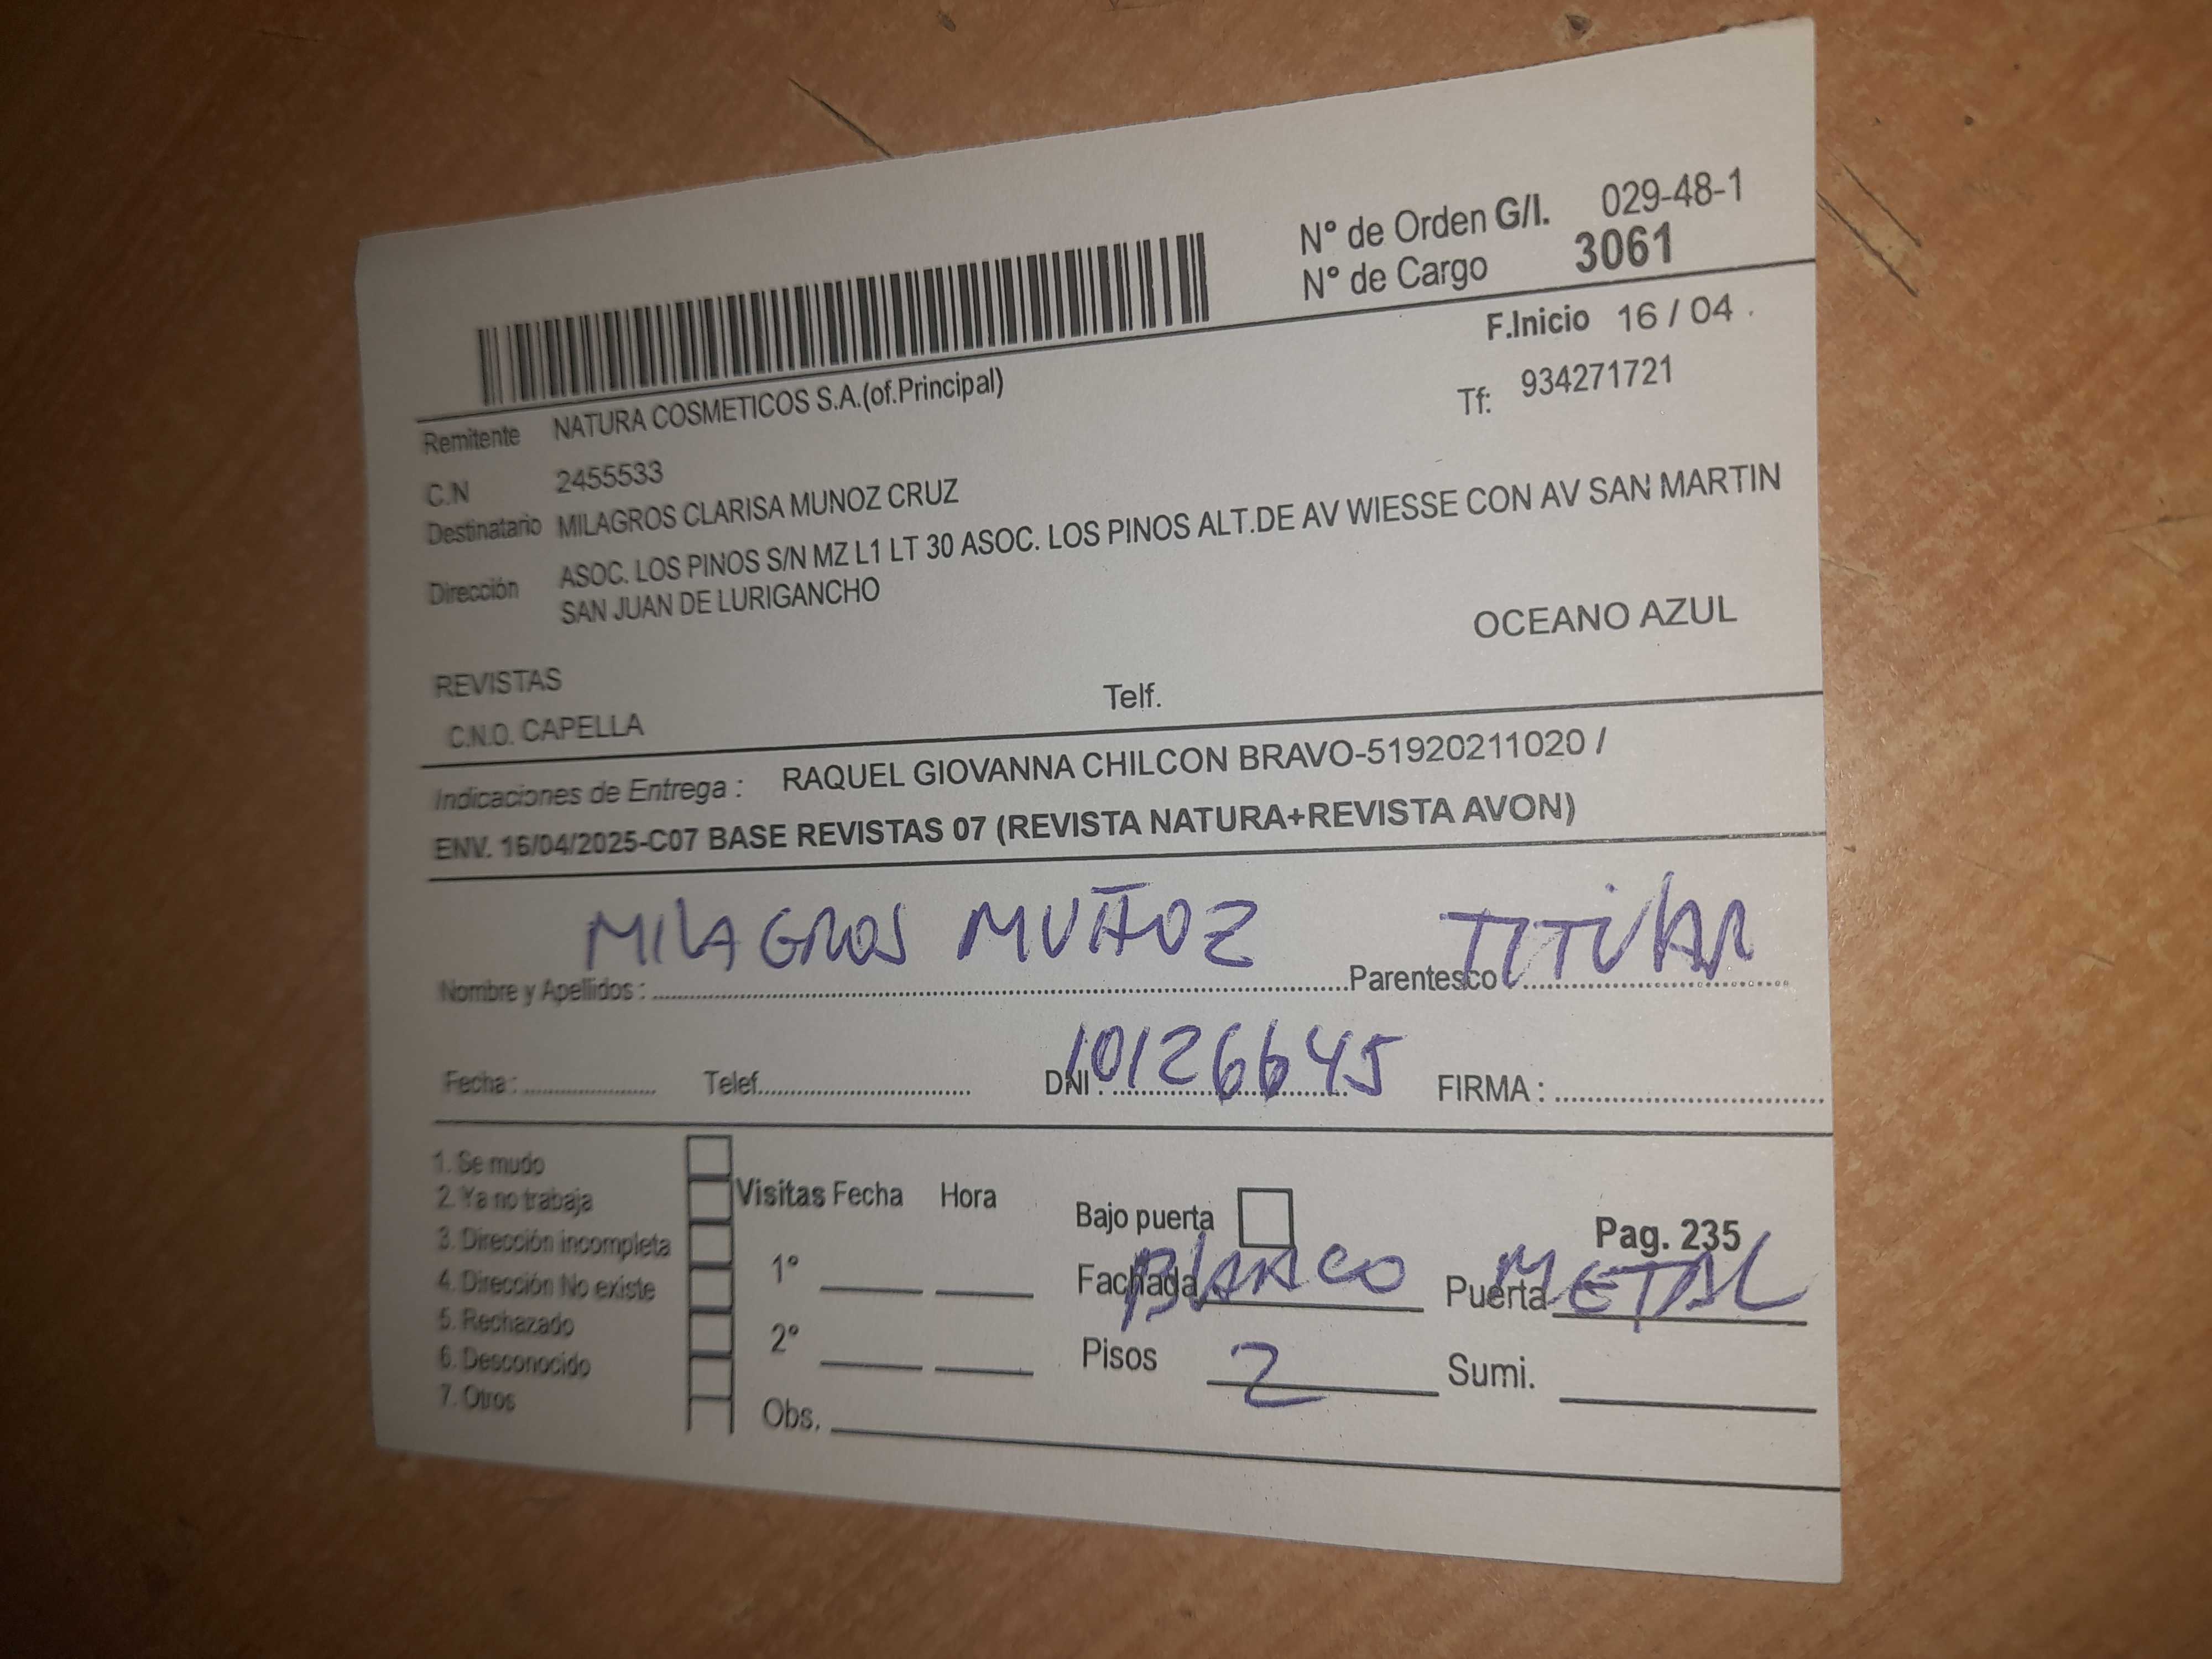 Nº de Orden G/I. 029-48-1
Nº de Cargo 3061
F.Inicio 16 / 04 .
Remitente NATURA COSMETICOS S.A.(of.Principal)
Tf: 934271721
C.N 2455533
Destinatario MILAGROS CLARISA MUNOZ CRUZ
Dirección ASOC. LOS PINOS S/N MZ L1 LT 30 ASOC. LOS PINOS ALT.DE AV WIESSE CON AV SAN MARTIN
SAN JUAN DE LURIGANCHO
OCEANO AZUL
REVISTAS
C.N.O. CAPELLA Telf.
Indicaciones de Entrega : RAQUEL GIOVANNA CHILCON BRAVO-51920211020 /
ENV. 16/04/2025-C07 BASE REVISTAS 07 (REVISTA NATURA+REVISTA AVON)
Nombre y Apellidos : MILAGROS MUÑOZ Parentesco TITULAR
Fecha : Telef. DNI : 10126645 FIRMA :
1. Se mudo
2. Ya no trabaja
3. Dirección incompleta
4. Dirección No existe
5. Rechazado
6. Desconocido
7. Otros
Visitas Fecha Hora
1º
2º
Obs.
Bajo puerta Pag. 235
Fachada BLANCO Puerta METAL
Pisos 2 Sumi.